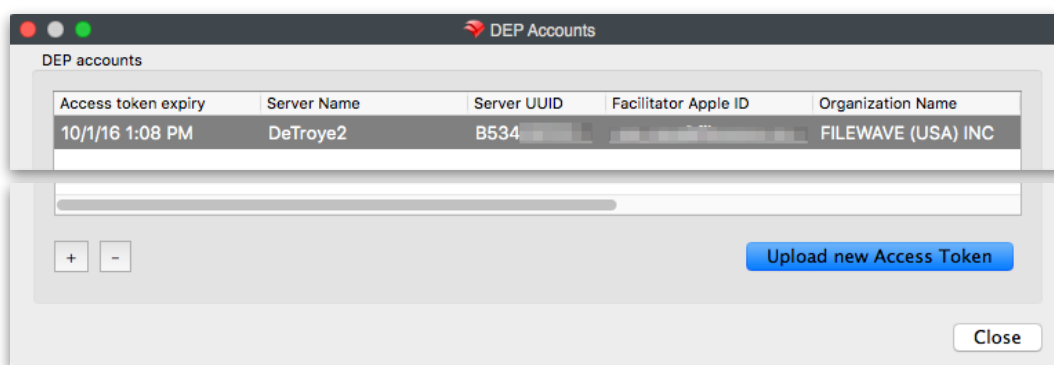 DEP Accounts
DEP accounts
Access token expiry Server Name Server UUID Facilitator Apple ID Organization Name
10/1/16 1:08 PM DeTroye2 B534 FILEWAVE (USA) INC
+ -
Upload new Access Token
Close